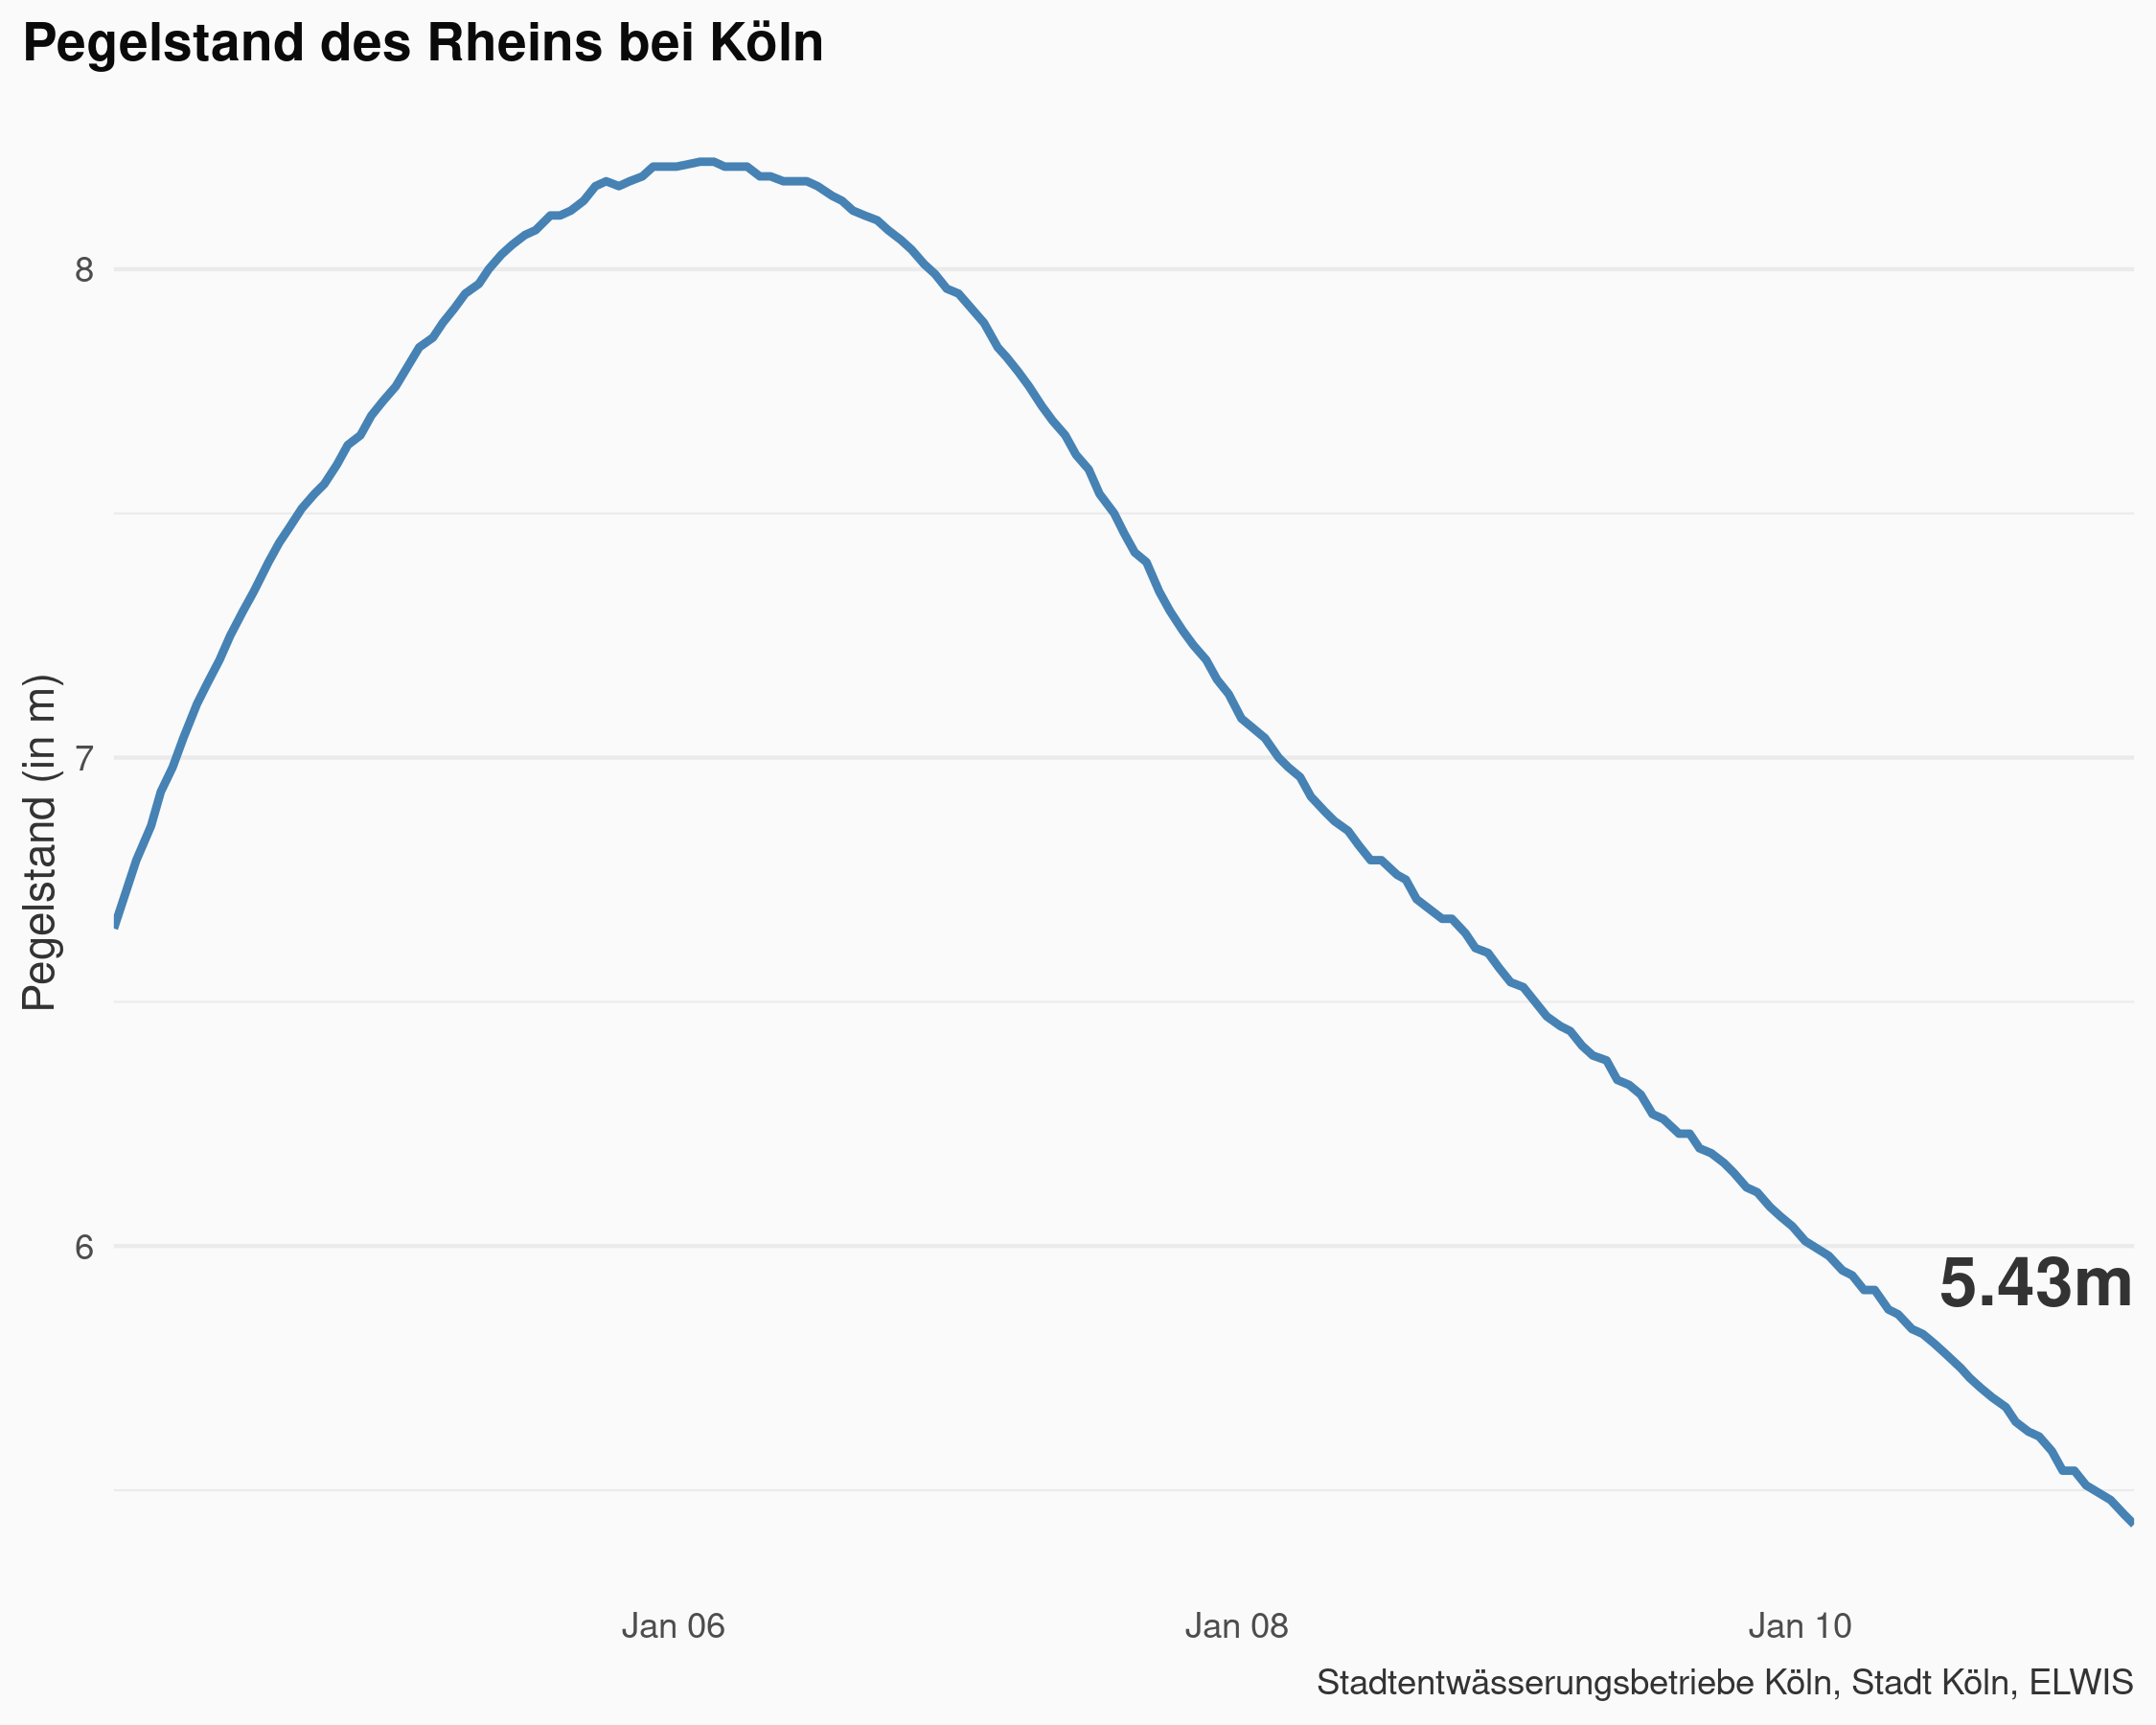 Pegelstand des Rheins bei Köln
8
7
6
Pegelstand (in m)
5.43m
Jan 06
Jan 08
Jan 10
Stadtentwässerungsbetriebe Köln, Stadt Köln, ELWIS